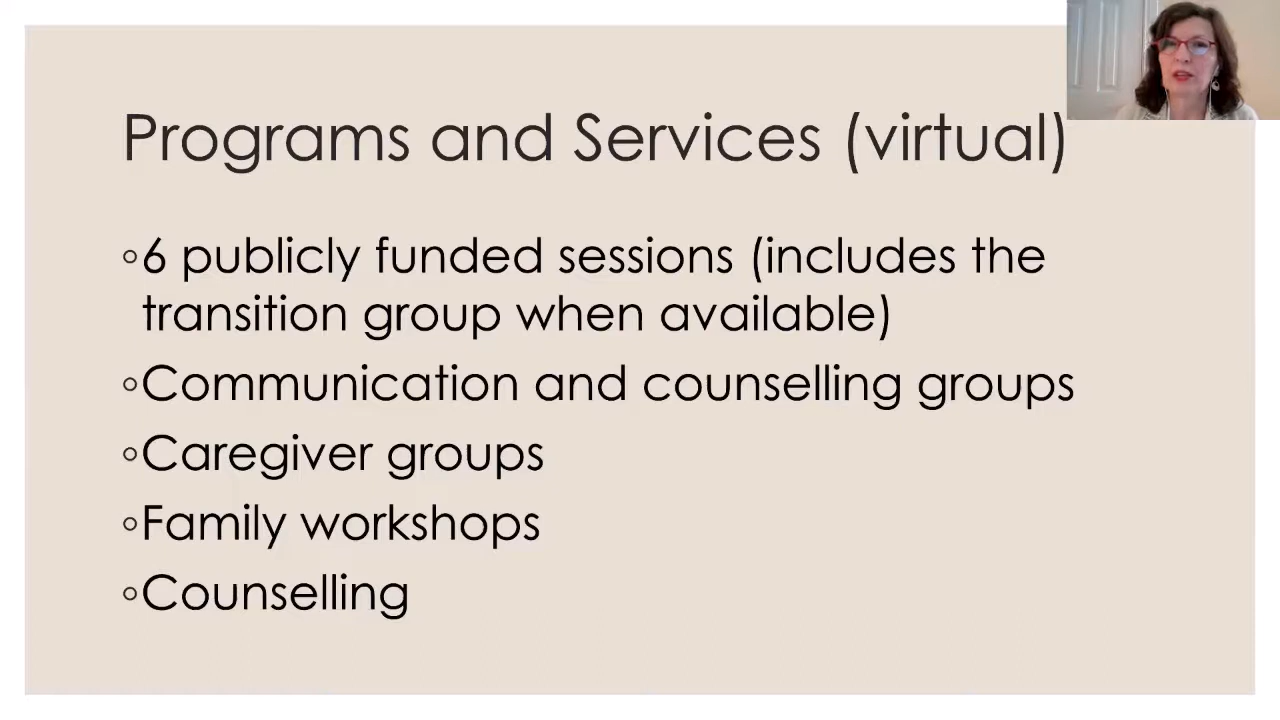 Programs and Services (virtual)
◦6 publicly funded sessions (includes the
transition group when available)
◦Communication and counselling groups
◦Caregiver groups
◦Family workshops
◦Counselling